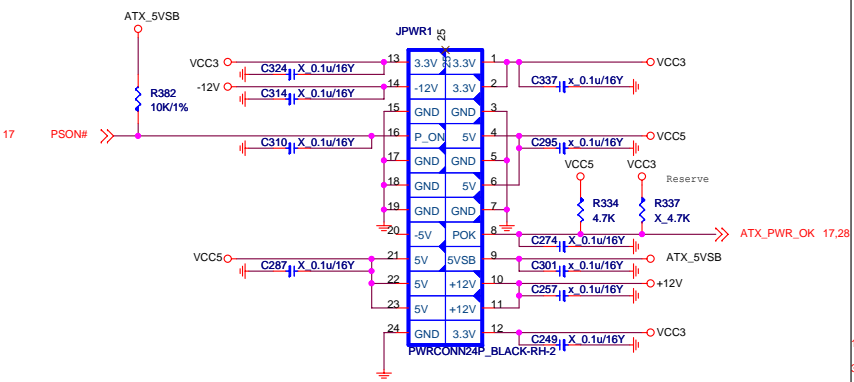 ATX_5VSB
JPWR1
25
25
VCC3
C324 X_0.1u/16Y
13 3.3V 3.3V 1
VCC3
-12V
C314 X_0.1u/16Y
14 -12V 3.3V 2
C337 x_0.1u/16Y
R382
10K/1%
15 GND GND 3
17 PSON#
16 P_ON 5V 4
VCC5
C310 X_0.1u/16Y
C295 x_0.1u/16Y
17 GND GND 5
VCC5
VCC3
Reserve
18 GND 5V 6
R334
4.7K
R337
X_4.7K
19 GND GND 7
20 -5V POK 8
ATX_PWR_OK 17,28
C274 X_0.1u/16Y
VCC5
21 5V 5VSB 9
ATX_5VSB
C287 X_0.1u/16Y
C301 x_0.1u/16Y
22 5V +12V 10
+12V
C257 x_0.1u/16Y
23 5V +12V 11
24 GND 3.3V 12
VCC3
C249 X_0.1u/16Y
PWRCONN24P_BLACK-RH-2